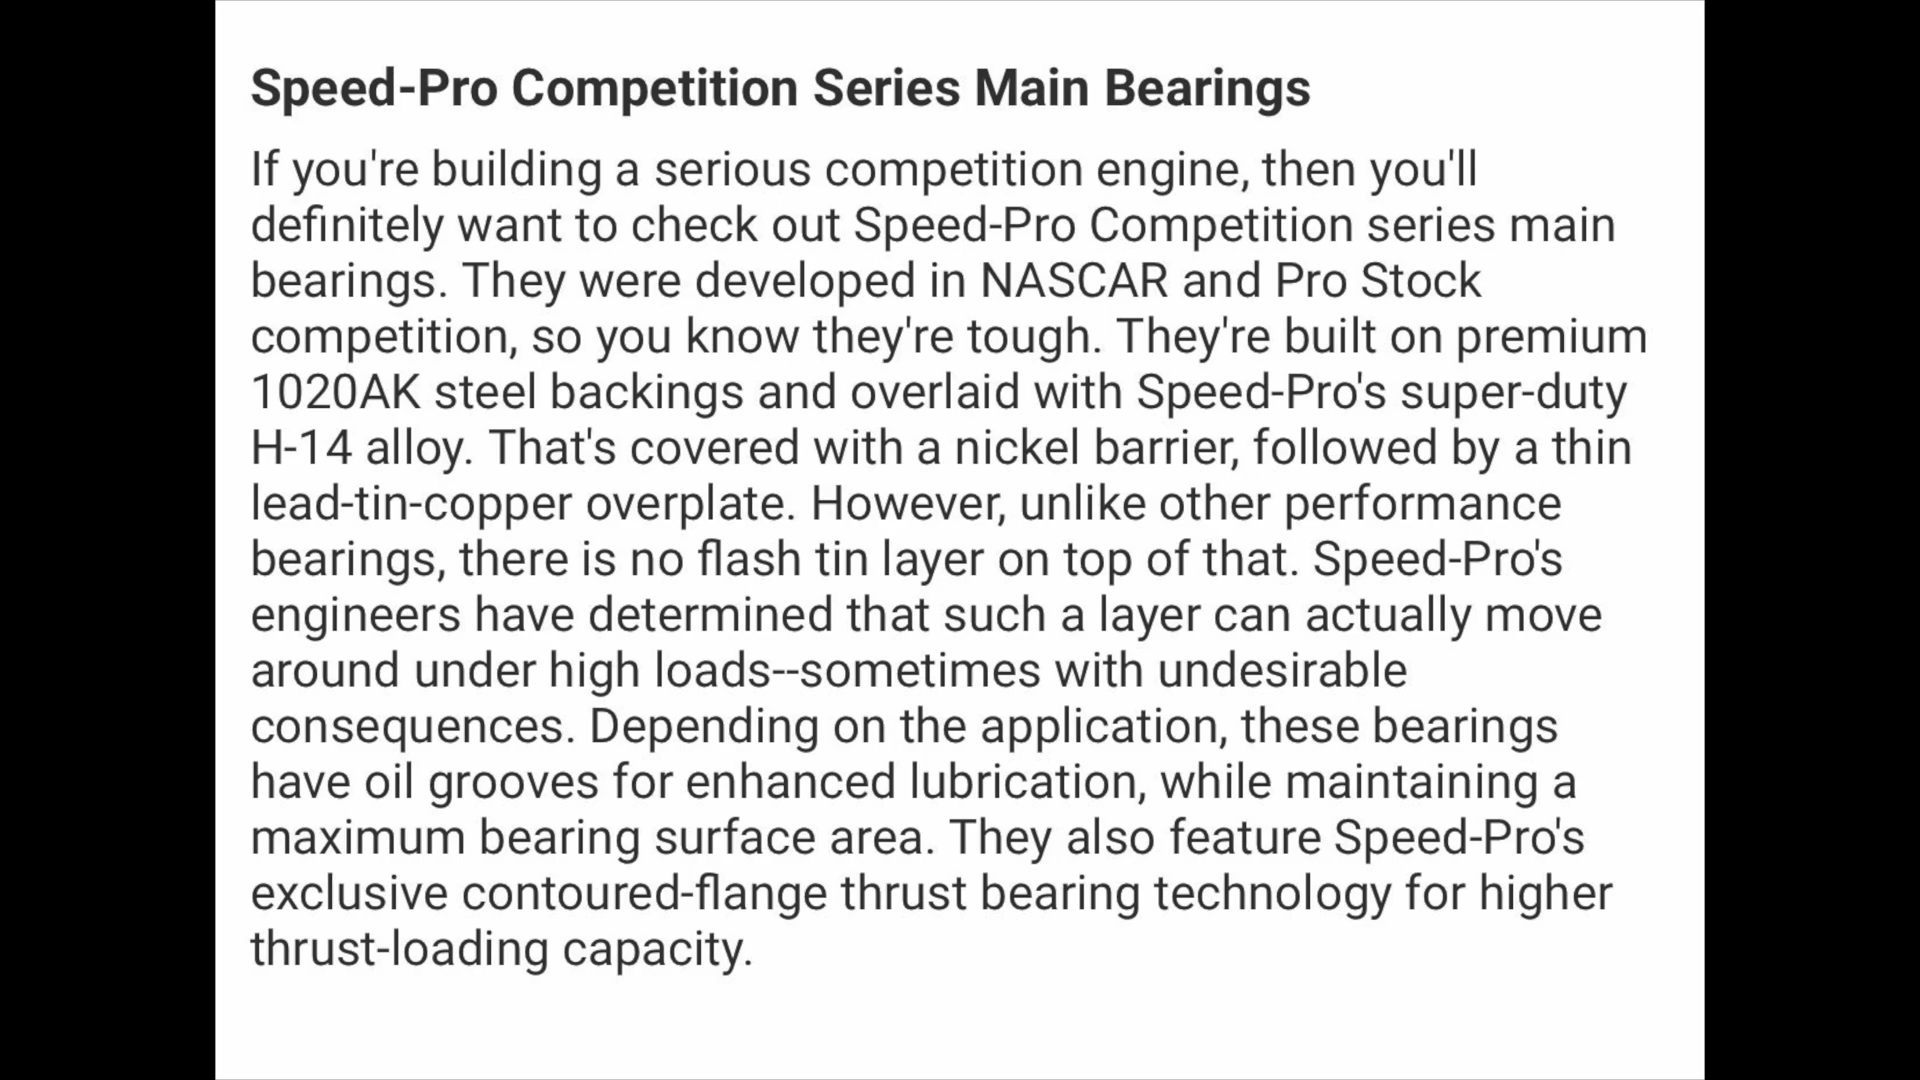 Speed-Pro Competition Series Main Bearings
If you're building a serious competition engine, then you'll
definitely want to check out Speed-Pro Competition series main
bearings. They were developed in NASCAR and Pro Stock
competition, so you know they're tough. They're built on premium
1020AK steel backings and overlaid with Speed-Pro's super-duty
H-14 alloy. That's covered with a nickel barrier, followed by a thin
lead-tin-copper overplate. However, unlike other performance
bearings, there is no flash tin layer on top of that. Speed-Pro's
engineers have determined that such a layer can actually move
around under high loads--sometimes with undesirable
consequences. Depending on the application, these bearings
have oil grooves for enhanced lubrication, while maintaining a
maximum bearing surface area. They also feature Speed-Pro's
exclusive contoured-flange thrust bearing technology for higher
thrust-loading capacity.